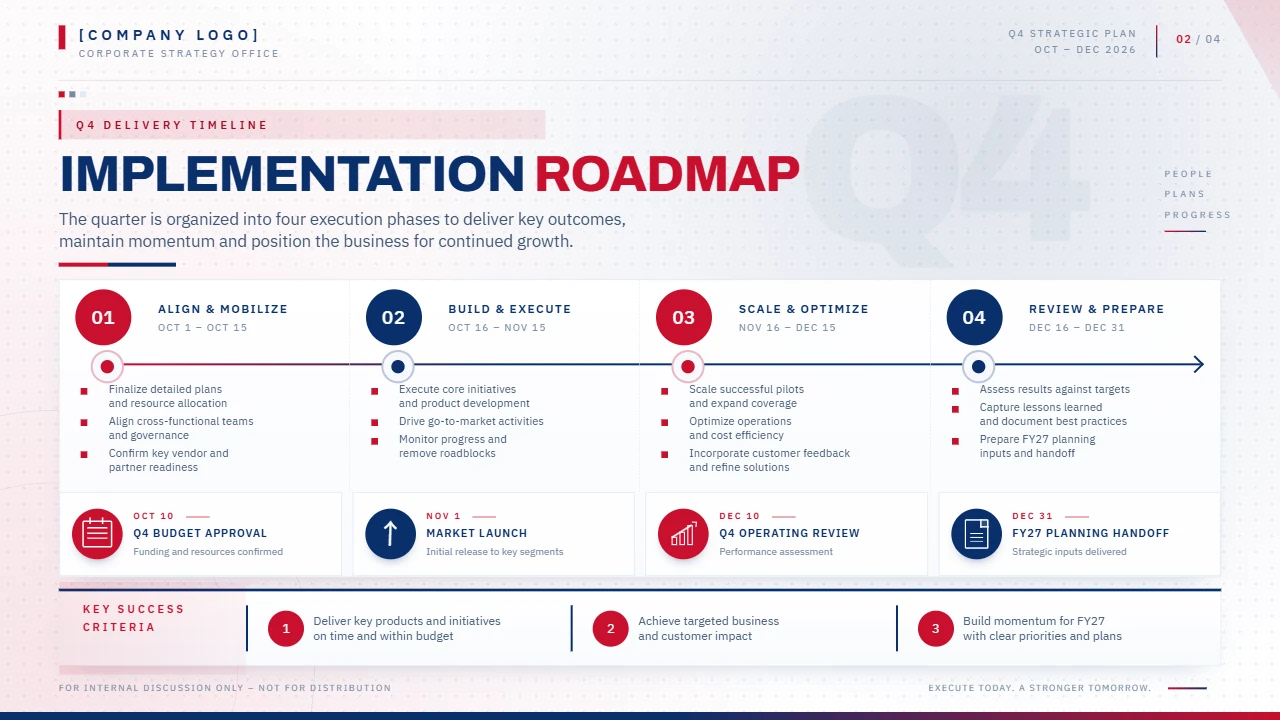 [COMPANY LOGO]
CORPORATE STRATEGY OFFICE
Q4 STRATEGIC PLAN
OCT – DEC 2026
02 / 04
Q4 DELIVERY TIMELINE
Q4
IMPLEMENTATION ROADMAP
The quarter is organized into four execution phases to deliver key outcomes,
maintain momentum and position the business for continued growth.
PEOPLE
PLANS
PROGRESS
01
ALIGN & MOBILIZE
OCT 1 – OCT 15
Finalize detailed plans
and resource allocation
Align cross-functional teams
and governance
Confirm key vendor and
partner readiness
02
BUILD & EXECUTE
OCT 16 – NOV 15
Execute core initiatives
and product development
Drive go-to-market activities
Monitor progress and
remove roadblocks
03
SCALE & OPTIMIZE
NOV 16 – DEC 15
Scale successful pilots
and expand coverage
Optimize operations
and cost efficiency
Incorporate customer feedback
and refine solutions
04
REVIEW & PREPARE
DEC 16 – DEC 31
Assess results against targets
Capture lessons learned
and document best practices
Prepare FY27 planning
inputs and handoff
OCT 10
Q4 BUDGET APPROVAL
Funding and resources confirmed
NOV 1
MARKET LAUNCH
Initial release to key segments
DEC 10
Q4 OPERATING REVIEW
Performance assessment
DEC 31
FY27 PLANNING HANDOFF
Strategic inputs delivered
KEY SUCCESS
CRITERIA
1
Deliver key products and initiatives
on time and within budget
2
Achieve targeted business
and customer impact
3
Build momentum for FY27
with clear priorities and plans
FOR INTERNAL DISCUSSION ONLY – NOT FOR DISTRIBUTION
EXECUTE TODAY. A STRONGER TOMORROW.